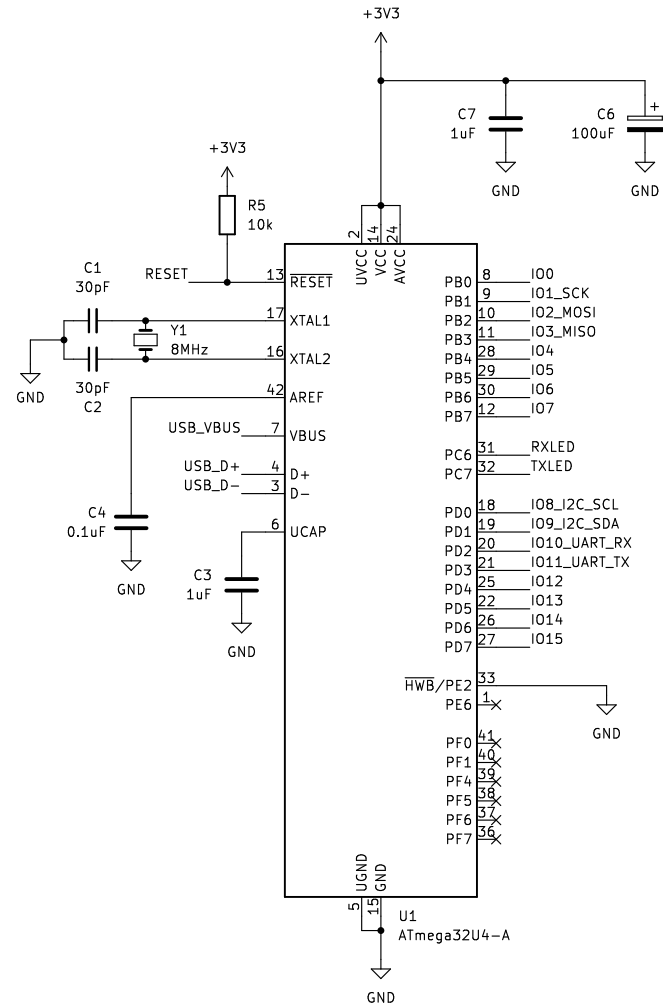 +3V3
C7
1uF
C6
100uF
+
GND
GND
+3V3
R5
10k
2 14 24
UVCC VCC AVCC
RESET 13 RESET
C1
30pF
17 XTAL1
Y1
8MHz
16 XTAL2
GND
30pF
C2
42 AREF
USB_VBUS 7 VBUS
USB_D+ 4 D+
USB_D- 3 D-
C4
0.1uF
GND
6 UCAP
C3
1uF
GND
PB0 8 IO0
PB1 9 IO1_SCK
PB2 10 IO2_MOSI
PB3 11 IO3_MISO
PB4 28 IO4
PB5 29 IO5
PB6 30 IO6
PB7 12 IO7
PC6 31 RXLED
PC7 32 TXLED
PD0 18 IO8_I2C_SCL
PD1 19 IO9_I2C_SDA
PD2 20 IO10_UART_RX
PD3 21 IO11_UART_TX
PD4 25 IO12
PD5 22 IO13
PD6 26 IO14
PD7 27 IO15
HWB/PE2 33
PE6 1
GND
PF0 41
PF1 40
PF4 39
PF5 38
PF6 37
PF7 36
UGND GND
5 15
U1
ATmega32U4-A
GND